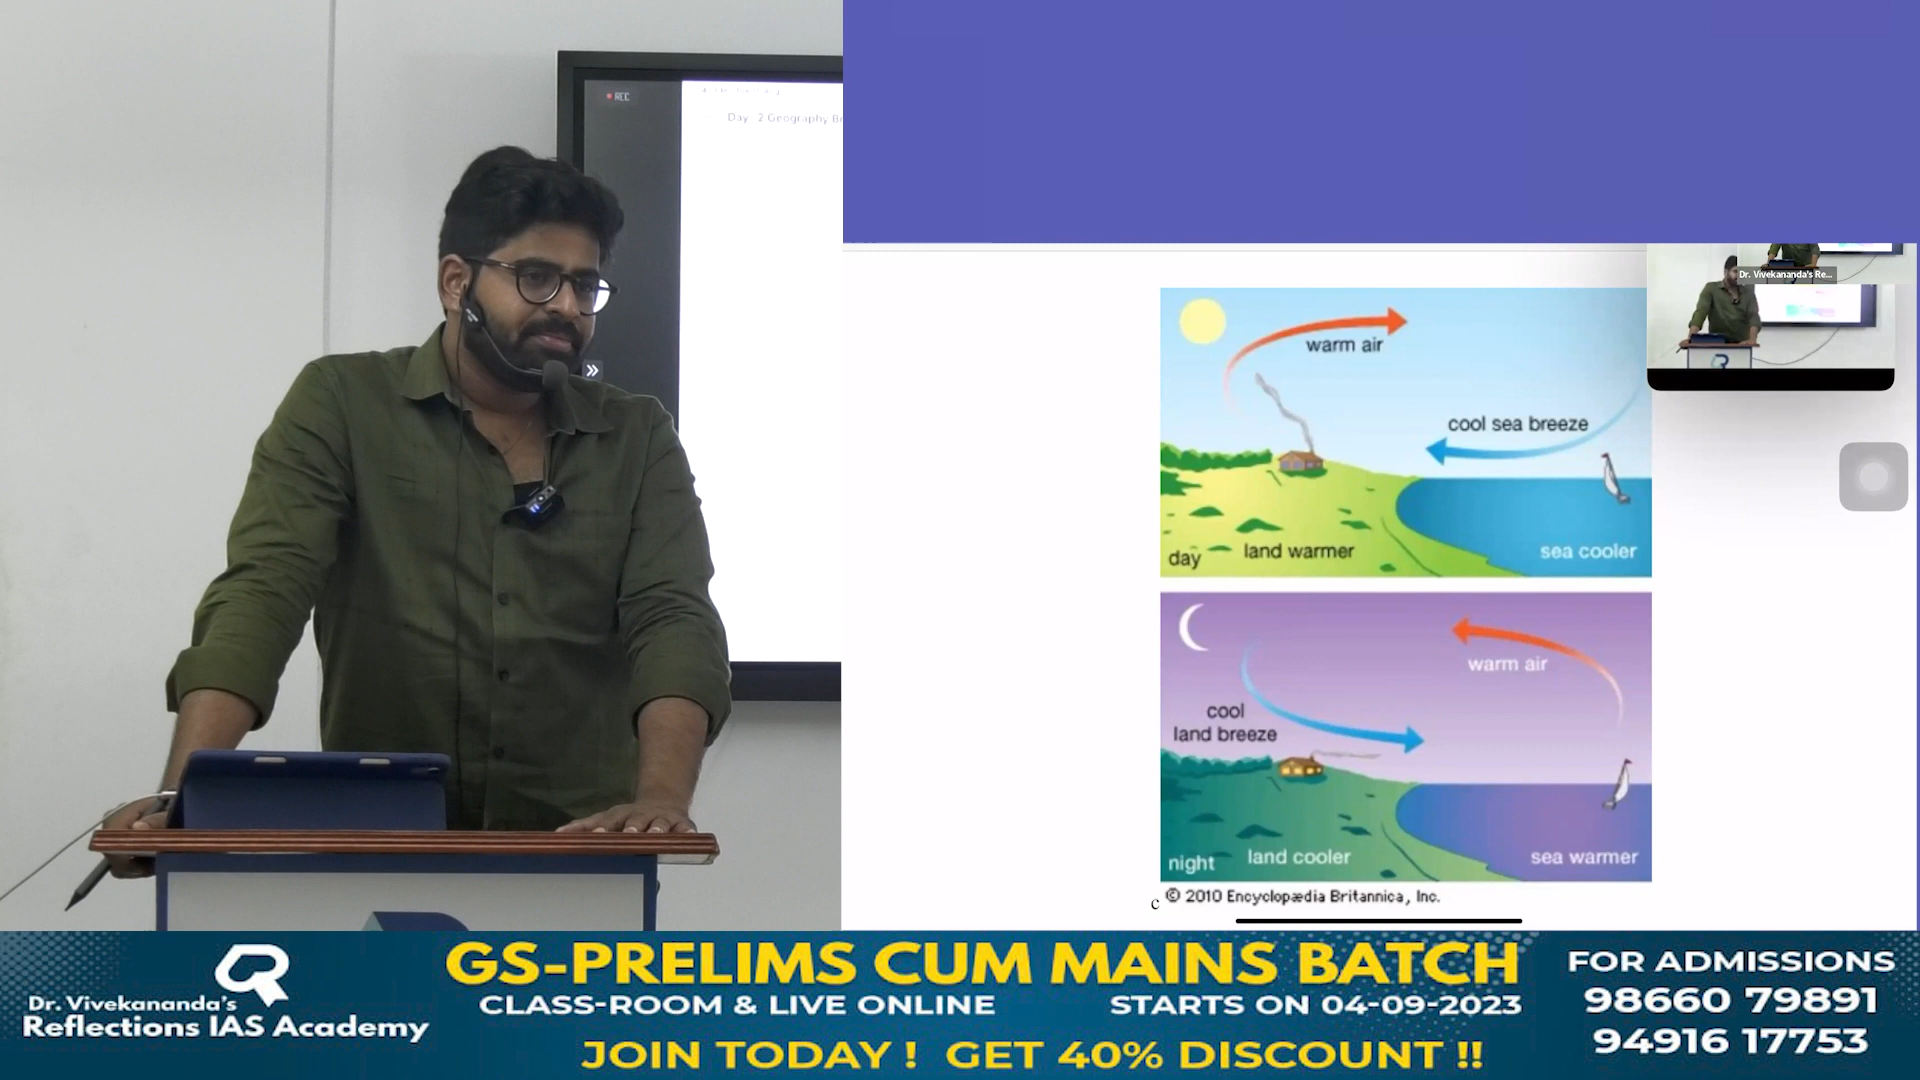 REC
Day: 2 Geography
Dr. Vivekananda's Re...
warm air
cool sea breeze
day
land warmer
sea cooler
warm air
cool
land breeze
night
land cooler
sea warmer
c
© 2010 Encyclopædia Britannica, Inc.
Dr. Vivekananda's
Reflections IAS Academy
GS-PRELIMS CUM MAINS BATCH
CLASS-ROOM & LIVE ONLINE STARTS ON 04-09-2023
JOIN TODAY ! GET 40% DISCOUNT !!
FOR ADMISSIONS
98660 79891
94916 17753